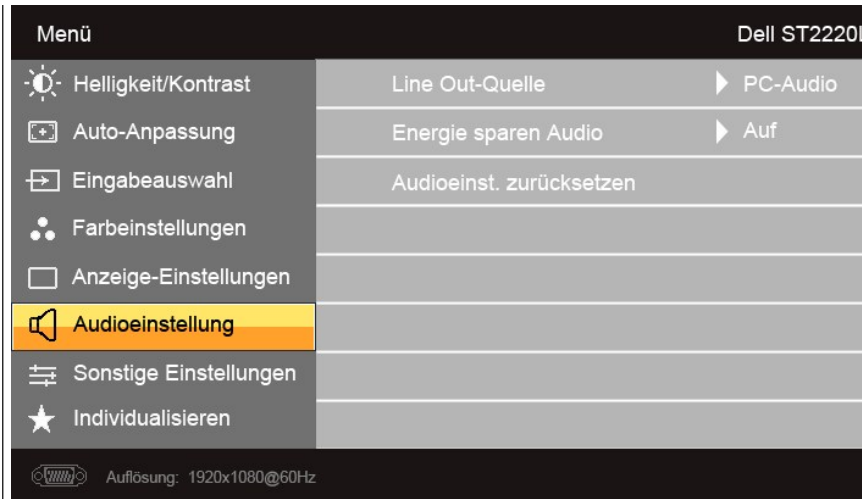 Menü Dell ST2220
Helligkeit/Kontrast
Auto-Anpassung
Eingabeauswahl
Farbeinstellungen
Anzeige-Einstellungen
Audioeinstellung
Sonstige Einstellungen
Individualisieren
Line Out-Quelle PC-Audio
Energie sparen Audio Auf
Audioeinst. zurücksetzen
Auflösung: 1920x1080@60Hz